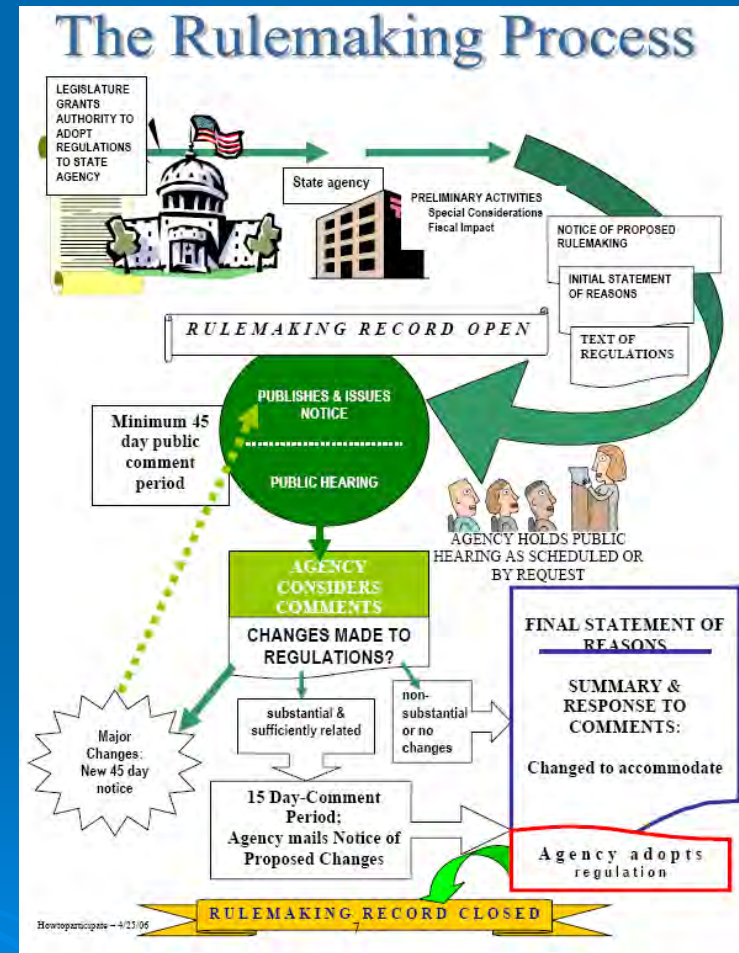 The Rulemaking Process
LEGISLATURE
GRANTS
AUTHORITY TO
ADOPT
REGULATIONS
TO STATE
AGENCY
State agency
PRELIMINARY ACTIVITIES
Special Considerations
Fiscal Impact
NOTICE OF PROPOSED
RULEMAKING
INITIAL STATEMENT
OF REASONS
TEXT OF
REGULATIONS
RULEMAKING RECORD OPEN
PUBLISHES & ISSUES
NOTICE
PUBLIC HEARING
Minimum 45
day public
comment
period
AGENCY HOLDS PUBLIC
HEARING AS SCHEDULED OR
BY REQUEST
AGENCY
CONSIDERS
COMMENTS
CHANGES MADE TO
REGULATIONS?
Major
Changes:
New 45 day
notice
substantial &
sufficiently related
non-
substantial
or no
changes
15 Day-Comment
Period;
Agency mails Notice of
Proposed Changes
FINAL STATEMENT OF
REASONS
SUMMARY &
RESPONSE TO
COMMENTS:
Changed to accommodate
Agency adopts
regulation
RULEMAKING RECORD CLOSED
7
Howtoparticipate – 4/25/06